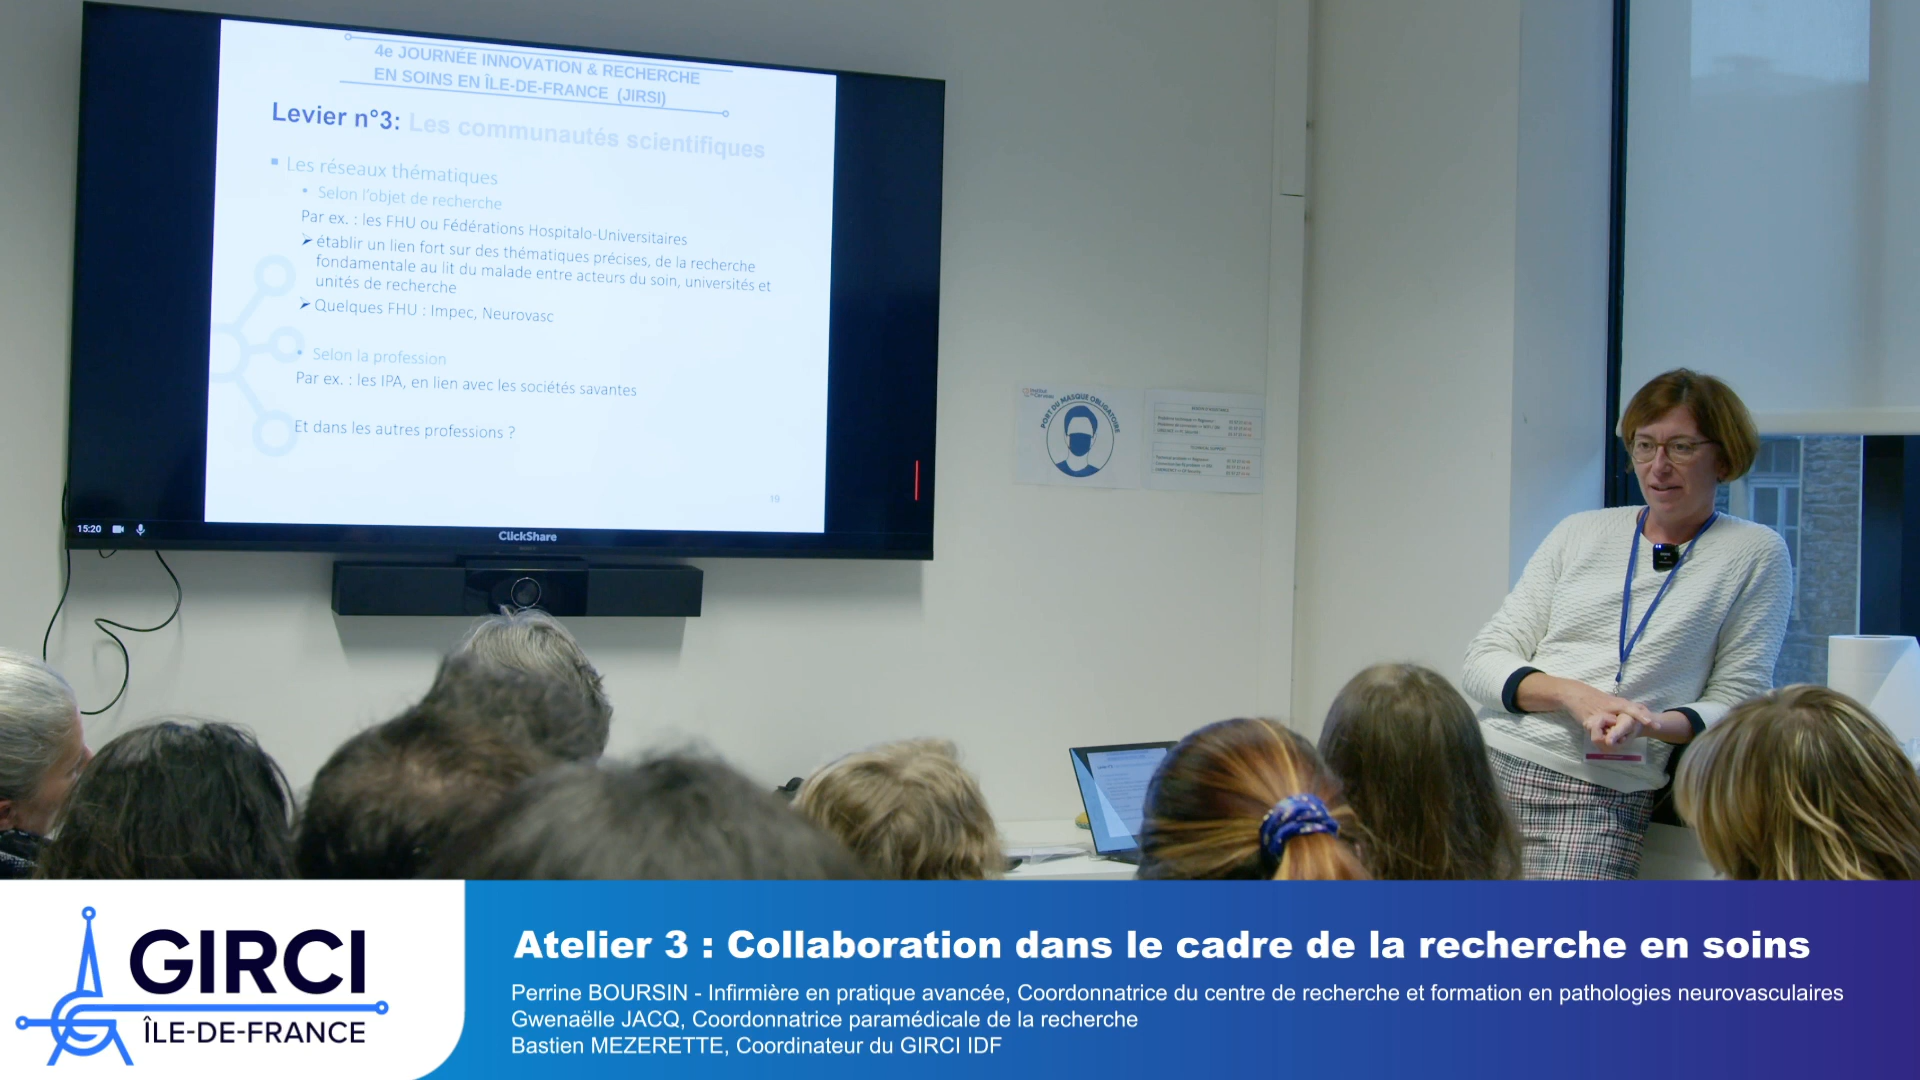 4e JOURNÉE INNOVATION & RECHERCHE
EN SOINS EN ÎLE-DE-FRANCE (JIRSI)
Levier n°3: Les communautés scientifiques
▪ Les réseaux thématiques
• Selon l'objet de recherche
Par ex. : les FHU ou Fédérations Hospitalo-Universitaires
➢ établir un lien fort sur des thématiques précises, de la recherche
fondamentale au lit du malade entre acteurs du soin, universités et
unités de recherche
➢ Quelques FHU : Impec, Neurovasc
• Selon la profession
Par ex. : les IPA, en lien avec les sociétés savantes
Et dans les autres professions ?
19
15:20
ClickShare
PORT DU MASQUE OBLIGATOIRE
GIRCI
ÎLE-DE-FRANCE
Atelier 3 : Collaboration dans le cadre de la recherche en soins
Perrine BOURSIN - Infirmière en pratique avancée, Coordonnatrice du centre de recherche et formation en pathologies neurovasculaires
Gwenaëlle JACQ, Coordonnatrice paramédicale de la recherche
Bastien MEZERETTE, Coordinateur du GIRCI IDF